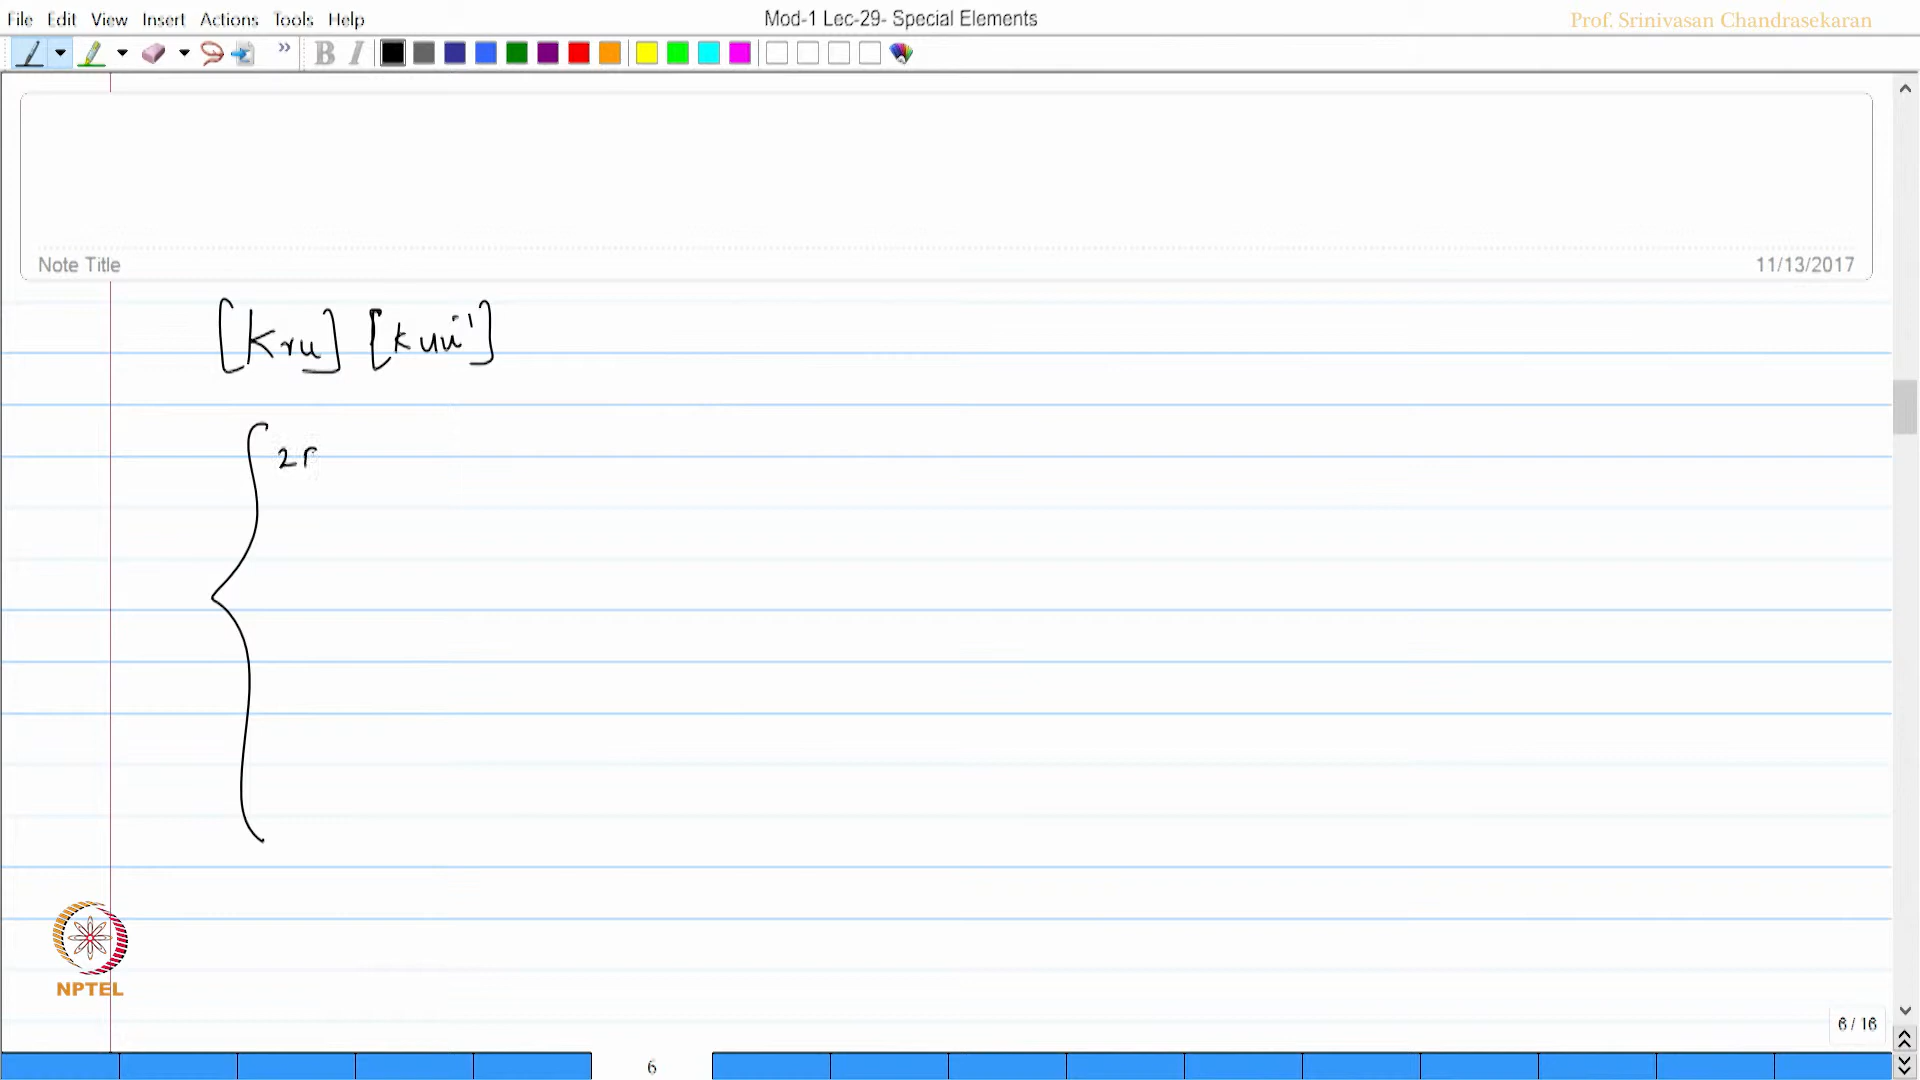 File Edit View Insert Actions Tools Help Mod-1 Lec-29- Special Elements Prof. Srinivasan Chandrasekaran
» B I
Note Title 11/13/2017
[Kru] [Kuu⁻¹]
{ 2r
NPTEL
6 / 16
6